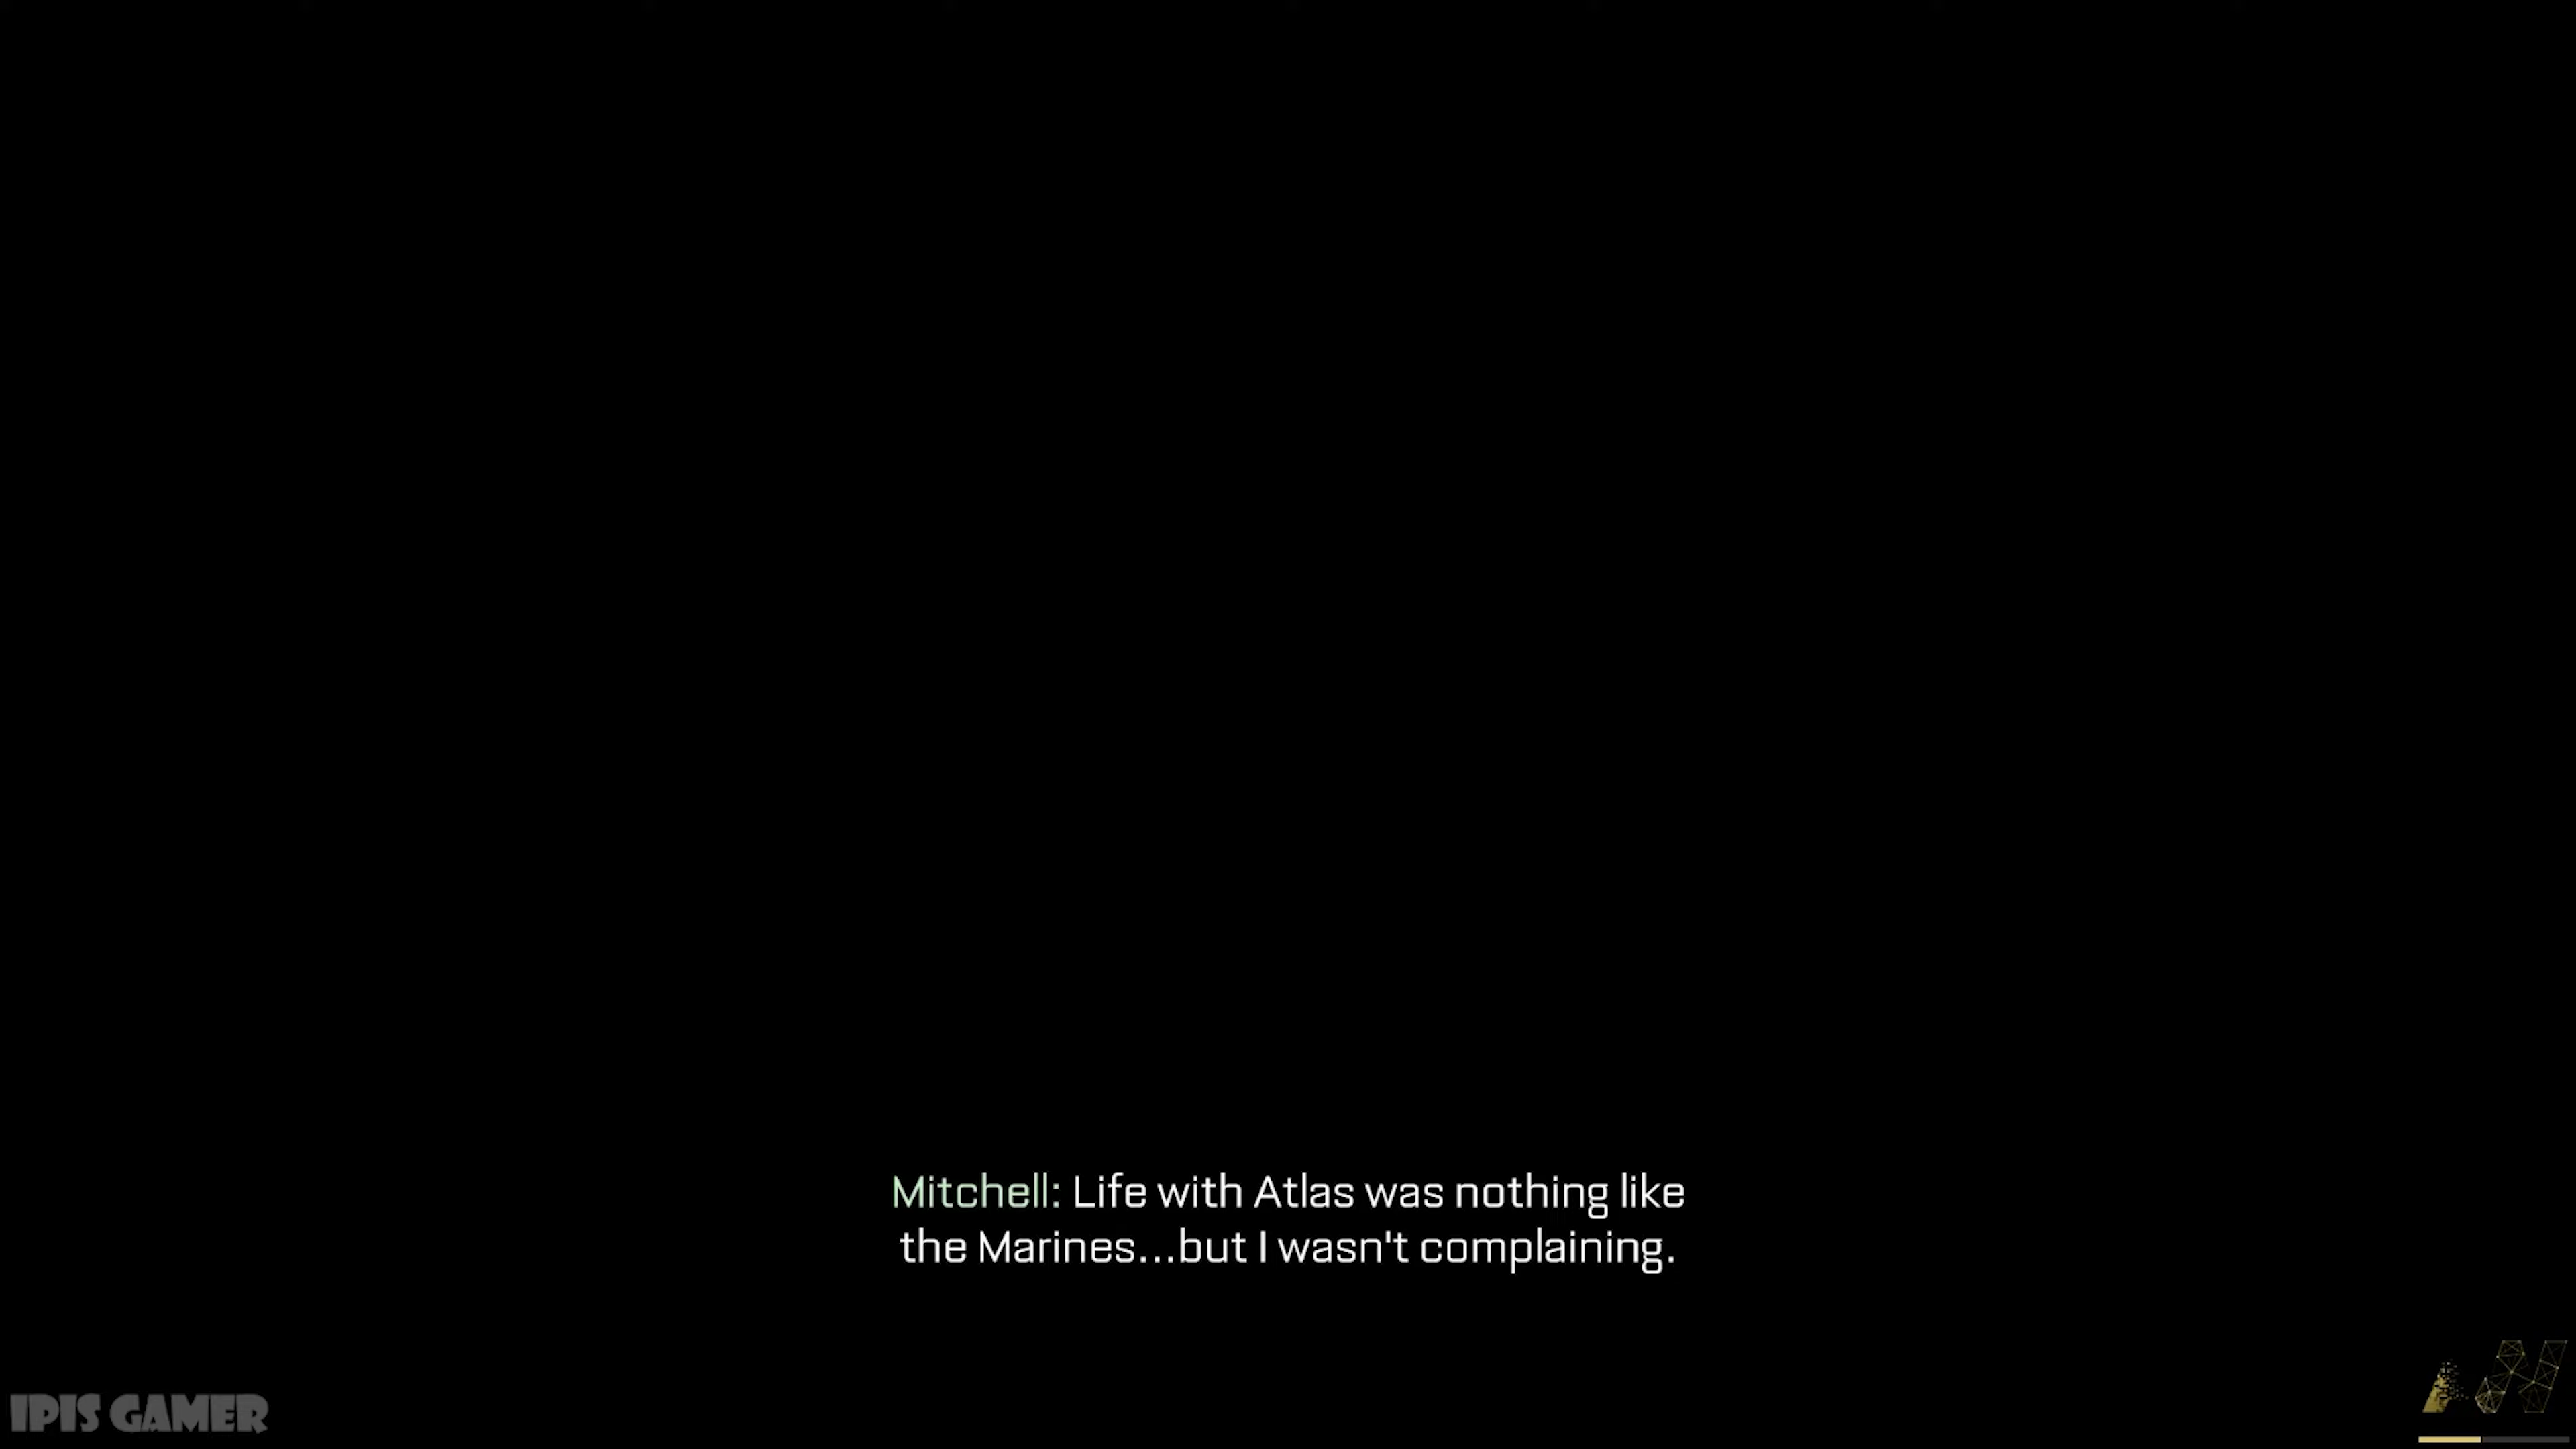 Mitchell: Life with Atlas was nothing like
the Marines...but I wasn't complaining.
IPIS GAMER